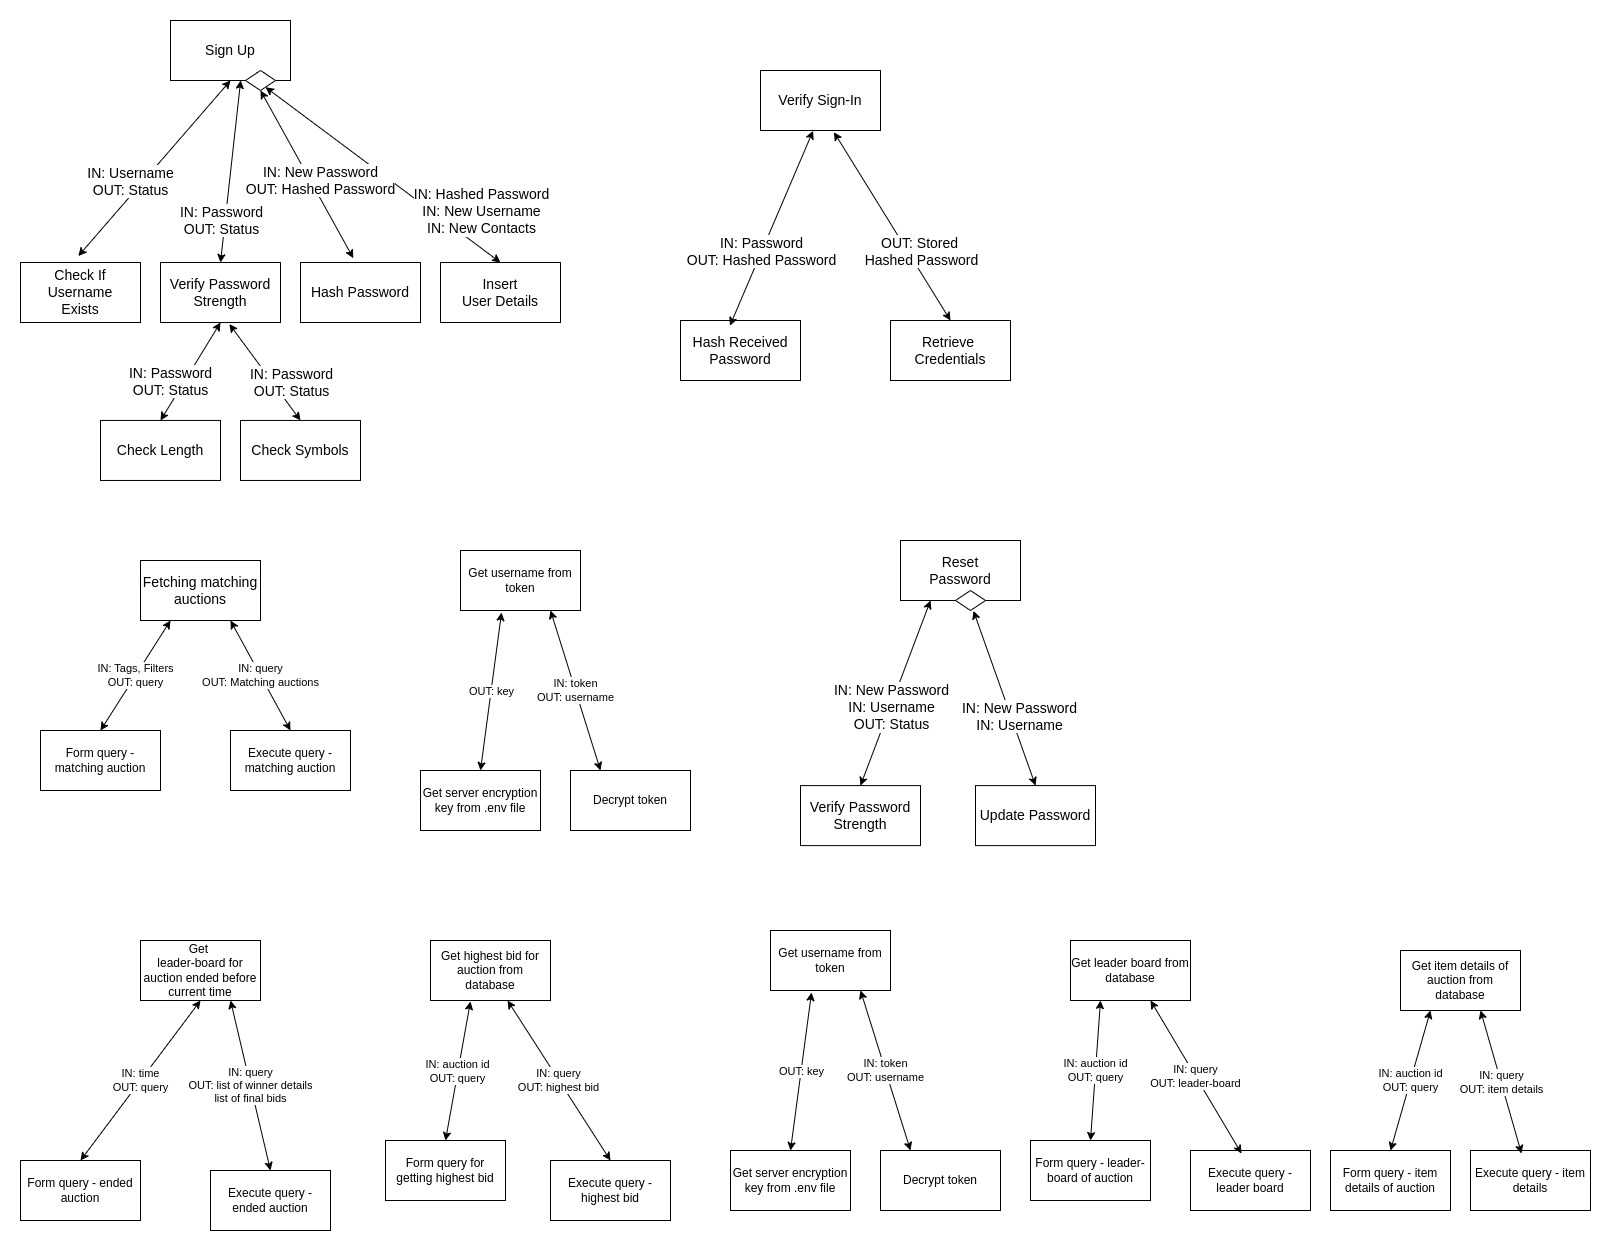 Sign Up
IN: Username
OUT: Status
IN: Password
OUT: Status
IN: New Password
OUT: Hashed Password
IN: Hashed Password
IN: New Username
IN: New Contacts
Check If
Username
Exists
Verify Password
Strength
Hash Password
Insert
User Details
IN: Password
OUT: Status
IN: Password
OUT: Status
Check Length
Check Symbols
Verify Sign-In
IN: Password
OUT: Hashed Password
OUT: Stored
Hashed Password
Hash Received
Password
Retrieve
Credentials
Fetching matching
auctions
IN: Tags, Filters
OUT: query
IN: query
OUT: Matching auctions
Form query -
matching auction
Execute query -
matching auction
Get username from
token
OUT: key
IN: token
OUT: username
Get server encryption
key from .env file
Decrypt token
Reset
Password
IN: New Password
IN: Username
OUT: Status
IN: New Password
IN: Username
Verify Password
Strength
Update Password
Get
leader-board for
auction ended before
current time
IN: time
OUT: query
IN: query
OUT: list of winner details
list of final bids
Form query - ended
auction
Execute query -
ended auction
Get highest bid for
auction from
database
IN: auction id
OUT: query
IN: query
OUT: highest bid
Form query for
getting highest bid
Execute query -
highest bid
Get username from
token
OUT: key
IN: token
OUT: username
Get server encryption
key from .env file
Decrypt token
Get leader board from
database
IN: auction id
OUT: query
IN: query
OUT: leader-board
Form query - leader-
board of auction
Execute query -
leader board
Get item details of
auction from
database
IN: auction id
OUT: query
IN: query
OUT: item details
Form query - item
details of auction
Execute query - item
details